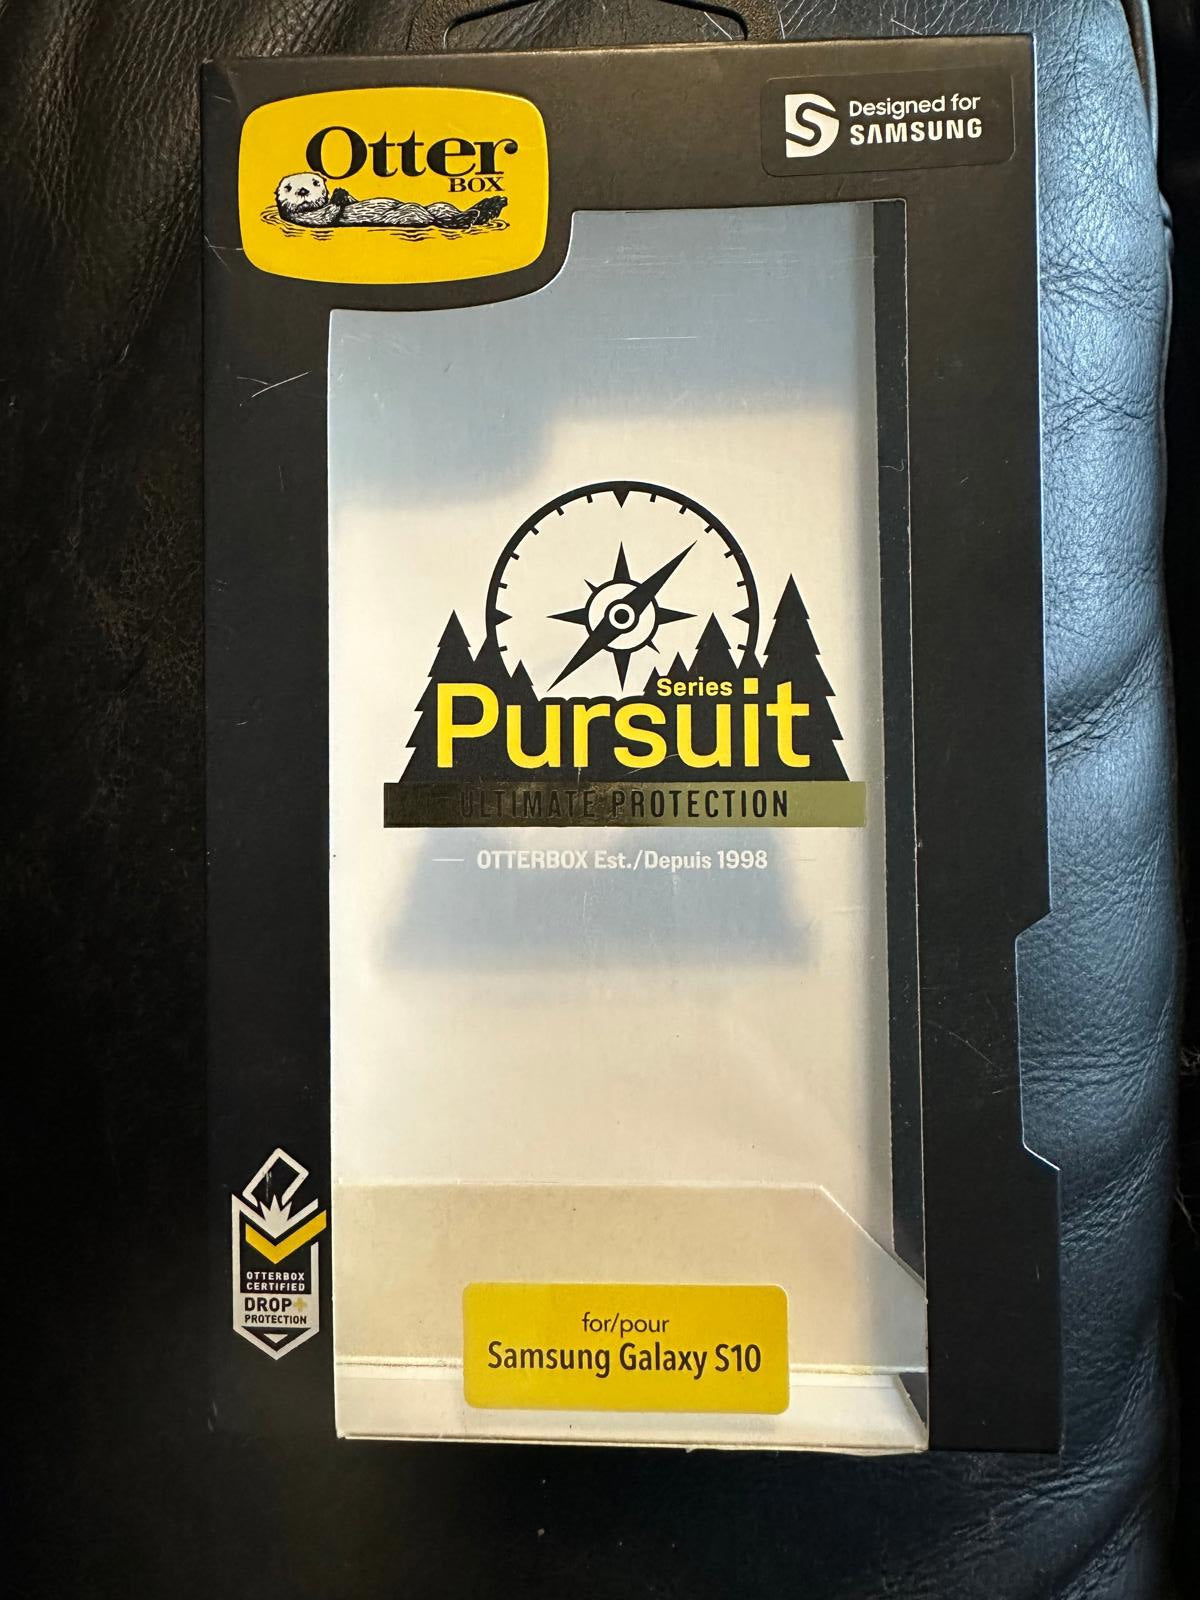 Otter
BOX
Designed for
SAMSUNG
Series
Pursuit
ULTIMATE PROTECTION
OTTERBOX Est./Depuis 1998
OTTERBOX
CERTIFIED
DROP+
PROTECTION
for/pour
Samsung Galaxy S10